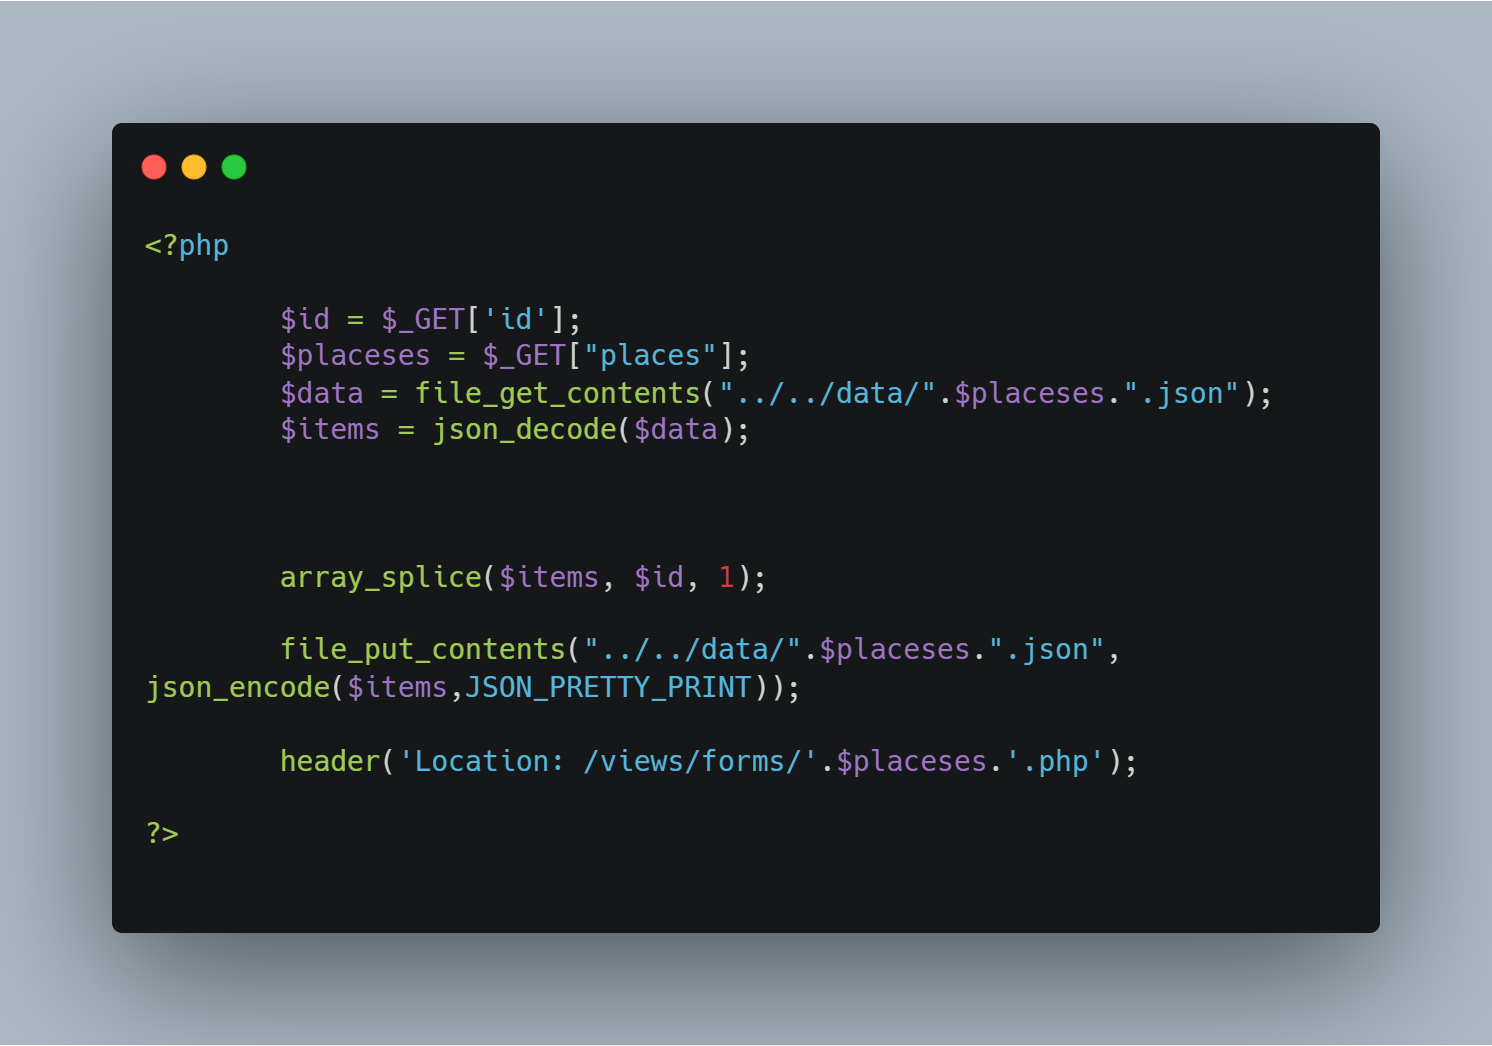 <?php
$id = $_GET['id'];
$placeses = $_GET["places"];
$data = file_get_contents("../../data/".$placeses.".json");
$items = json_decode($data);
array_splice($items, $id, 1);
file_put_contents("../../data/".$placeses.".json",
json_encode($items,JSON_PRETTY_PRINT));
header('Location: /views/forms/'.$placeses.'.php');
?>